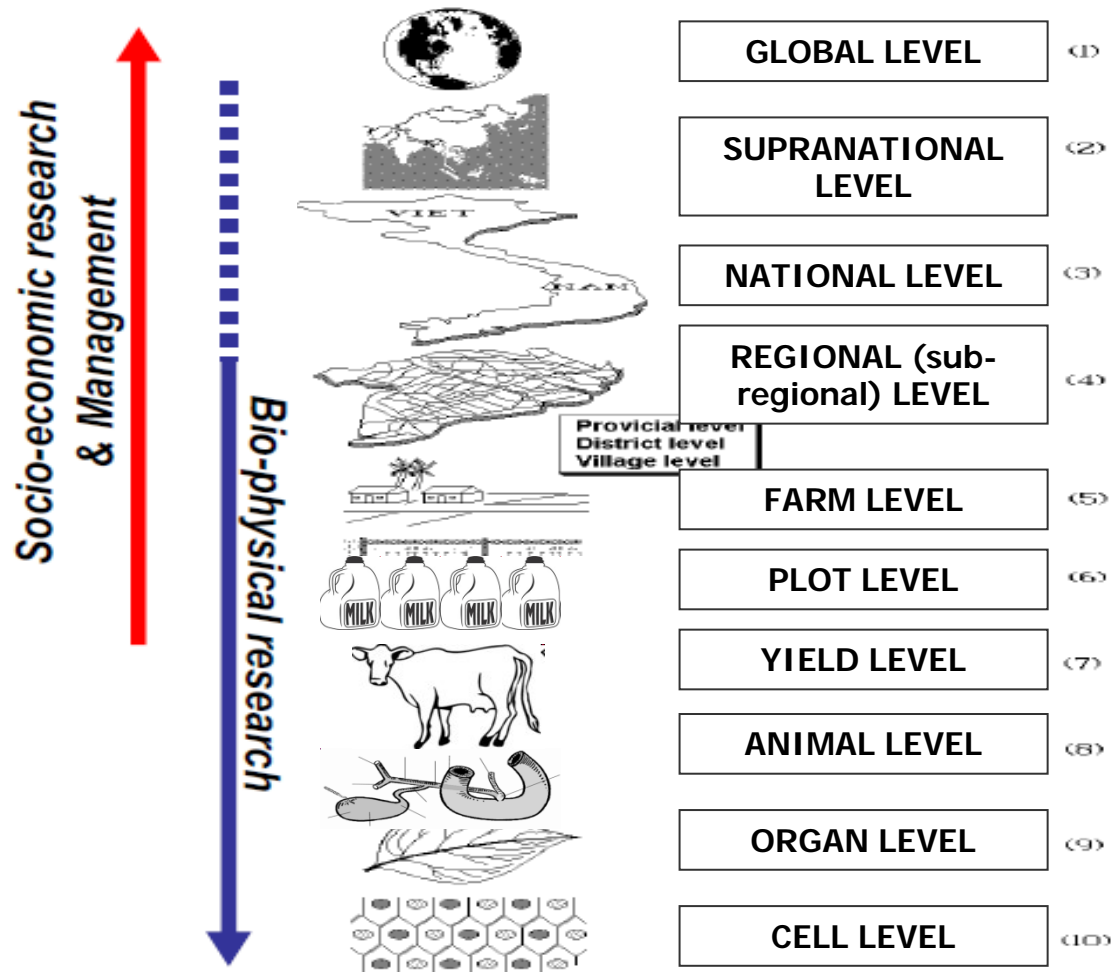 Socio-economic research
& Management
Bio-physical research
GLOBAL LEVEL
(1)
SUPRANATIONAL
LEVEL
(2)
VIET
NAM
NATIONAL LEVEL
(3)
REGIONAL (sub-
regional) LEVEL
(4)
Provicial level
District level
Village level
FARM LEVEL
(5)
PLOT LEVEL
(6)
MILK
MILK
MILK
MILK
YIELD LEVEL
(7)
ANIMAL LEVEL
(8)
ORGAN LEVEL
(9)
CELL LEVEL
(10)